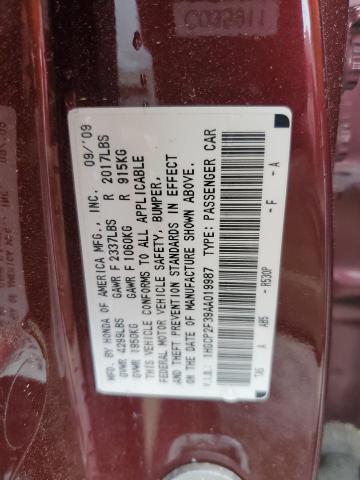 MFD. BY HONDA OF AMERICA MFG., INC. 09/'09
GVWR 4289LBS GAWR F 2337LBS R 2017LBS
GVWR 1950KG GAWR F 1060KG R 915KG
THIS VEHICLE CONFORMS TO ALL APPLICABLE
FEDERAL MOTOR VEHICLE SAFETY, BUMPER,
AND THEFT PREVENTION STANDARDS IN EFFECT
ON THE DATE OF MANUFACTURE SHOWN ABOVE.
V.I.N.: 1HGCP2F39AA019987 TYPE: PASSENGER CAR
A A6S - R530P - F - A